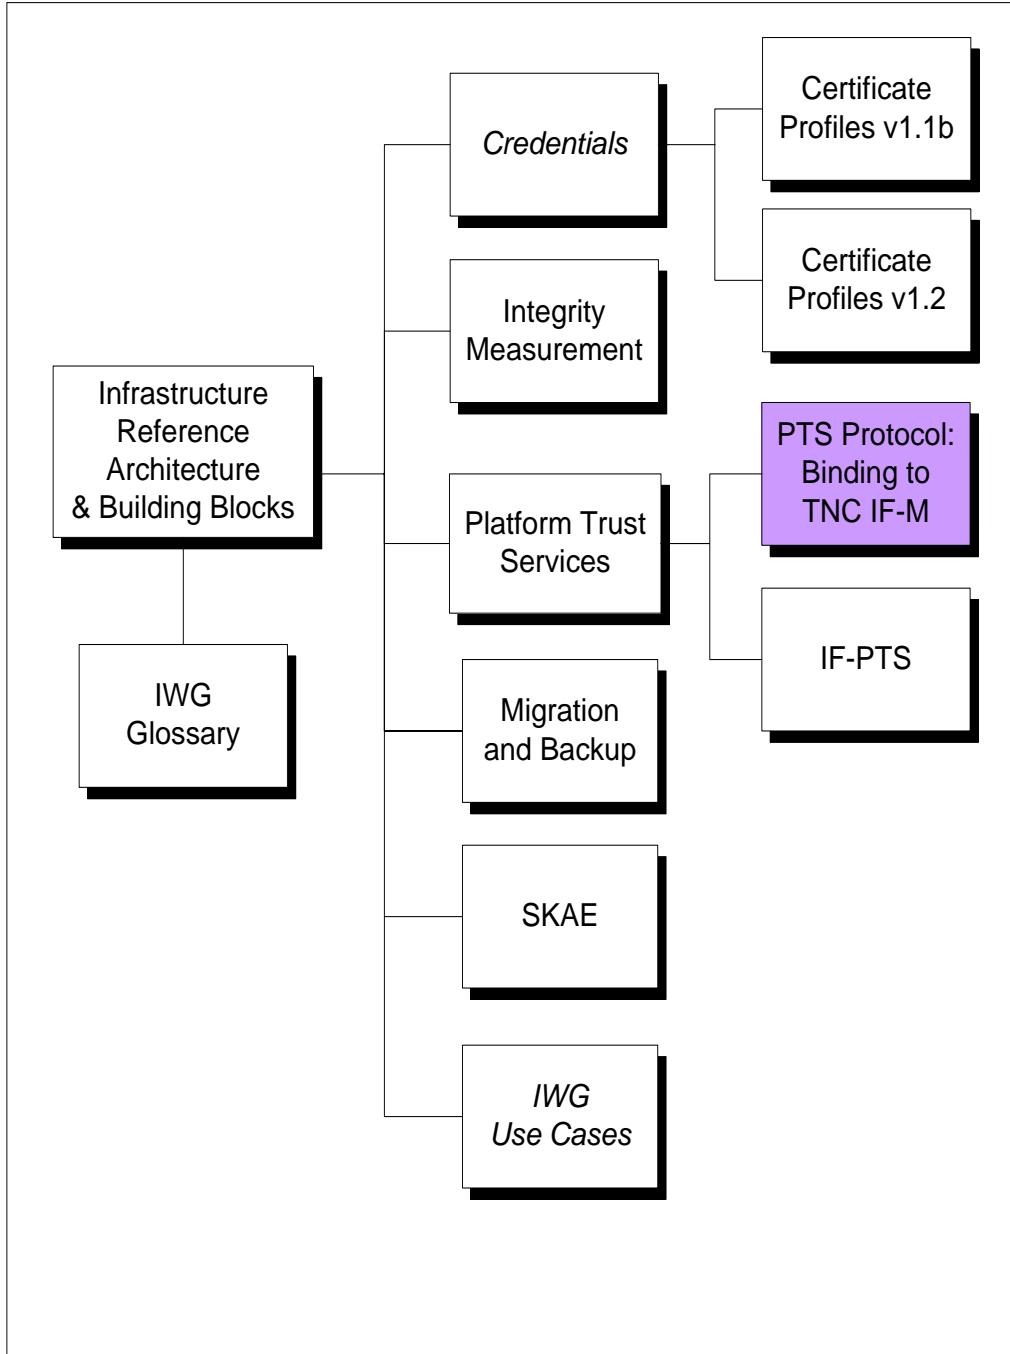 Infrastructure
Reference
Architecture
& Building Blocks
IWG
Glossary
Credentials
Integrity
Measurement
Platform Trust
Services
Migration
and Backup
SKAE
IWG
Use Cases
Certificate
Profiles v1.1b
Certificate
Profiles v1.2
PTS Protocol:
Binding to
TNC IF-M
IF-PTS